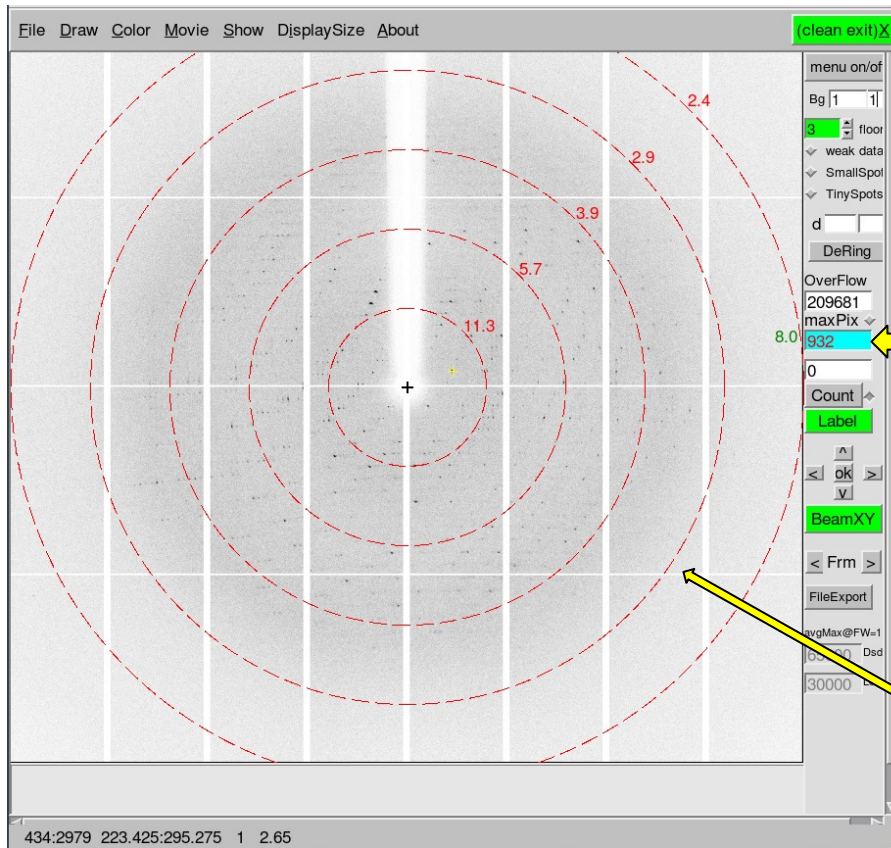 File Draw Color Movie Show DisplaySize About
(clean exit)X
menu on/of
Bg 1 1
3 floor
weak data
SmallSpot
TinySpots
d
DeRing
OverFlow
209681
maxPix
932
0
Count
Label
^
< ok >
v
BeamXY
< Frm >
FileExport
avgMax@FW=1
Dsd
30000
2.4
2.9
3.9
5.7
11.3
8.0
434:2979 223.425:295.275 1 2.65